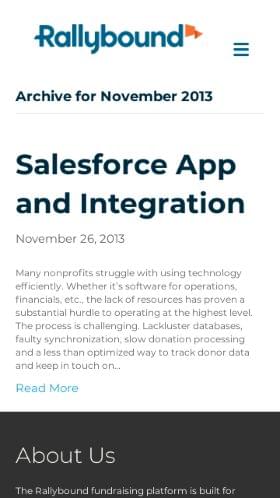 Rallybound
Archive for November 2013
Salesforce App
and Integration
November 26, 2013
Many nonprofits struggle with using technology
efficiently. Whether it's software for operations,
financials, etc., the lack of resources has proven a
substantial hurdle to operating at the highest level.
The process is challenging. Lackluster databases,
faulty synchronization, slow donation processing
and a less than optimized way to track donor data
and keep in touch on...
Read More
About Us
The Rallybound fundraising platform is built for